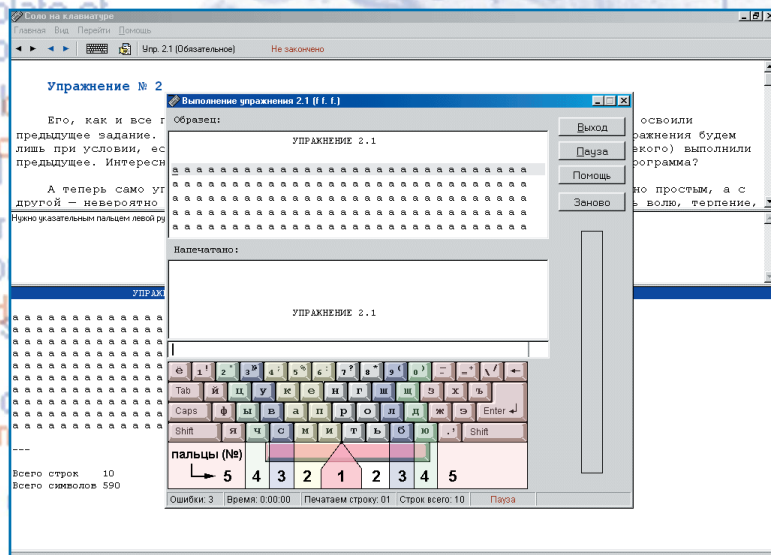 Соло на клавиатуре
Главная Вид Перейти Помощь
Упр. 2.1 (Обязательное) Не закончено
Упражнение № 2
Его, как и все п
освоили
предыдущее задание.
ражнения будем
лишь при условии, ес
екого) выполнили
предыдущее. Интересн
рограмма?
А теперь само уп
но простым, а с
другой — невероятно
ь волю, терпение,
Нужно указательным пальцем левой ру
УПРАЖ
а а а а а а а а а а а а а
а а а а а а а а а а а а а
а а а а а а а а а а а а а
а а а а а а а а а а а а а
а а а а а а а а а а а а а
а а а а а а а а а а а а а
а а а а а а а а а а а а а
а а а а а а а а а а а а а
а а а а а а а а а а а а а
а а а а а а а а а а а а а
---
Всего строк 10
Всего символов 590
Выполнение упражнения 2.1 (f f. f.)
Образец:
УПРАЖНЕНИЕ 2.1
а а а а а а а а а а а а а а а а а а а а а а а а а а а а а а
а а а а а а а а а а а а а а а а а а а а а а а а а а а а а а
а а а а а а а а а а а а а а а а а а а а а а а а а а а а а а
а а а а а а а а а а а а а а а а а а а а а а а а а а а а а а
а а а а а а а а а а а а а а а а а а а а а а а а а а а а а а
Выход
Пауза
Помощь
Заново
Напечатано:
УПРАЖНЕНИЕ 2.1
ё 1 ! 2 " 3 № 4 ; 5 % 6 : 7 ? 8 * 9 ( 0 ) - _ = + \ /
Tab й ц у к е н г ш щ з х ъ
Caps ф ы в а п р о л д ж э Enter
Shift я ч с м и т ь б ю . , Shift
пальцы (№)
5 4 3 2 1 2 3 4 5
Ошибки: 3 Время: 0:00:00 Печатаем строку: 01 Строк всего: 10 Пауза